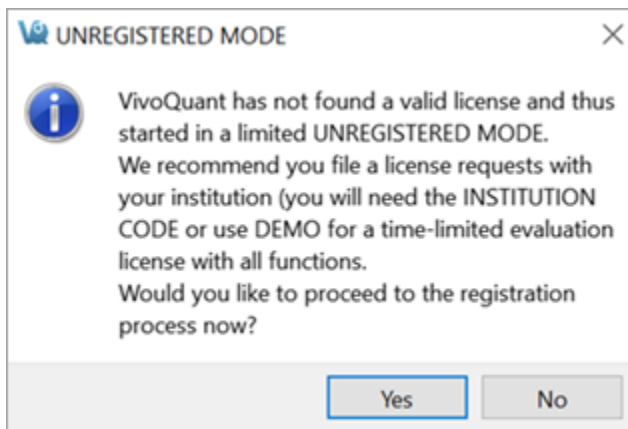 VQ UNREGISTERED MODE
VivoQuant has not found a valid license and thus
started in a limited UNREGISTERED MODE.
We recommend you file a license requests with
your institution (you will need the INSTITUTION
CODE or use DEMO for a time-limited evaluation
license with all functions.
Would you like to proceed to the registration
process now?
Yes No